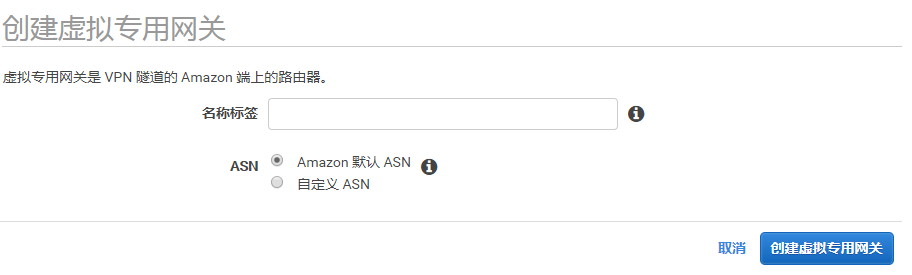 创建虚拟专用网关
虚拟专用网关是 VPN 隧道的 Amazon 端上的路由器。
名称标签
ASN
Amazon 默认 ASN
自定义 ASN
取消 创建虚拟专用网关